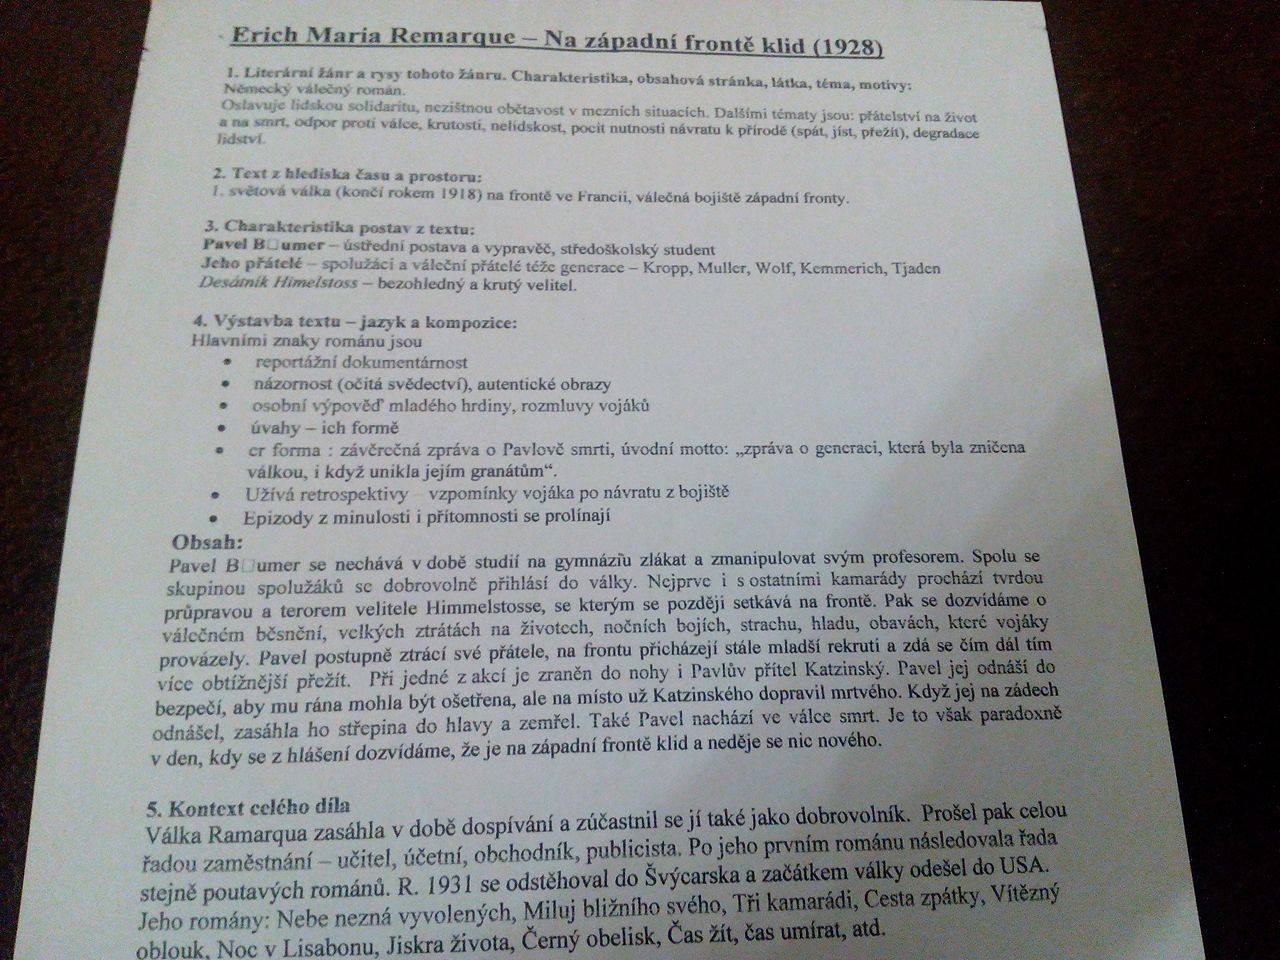 Erich Maria Remarque – Na západní frontě klid (1928)
1. Literární žánr a rysy tohoto žánru. Charakteristika, obsahová stránka, látka, téma, motivy:
Německý válečný román.
Oslavuje lidskou solidaritu, nezištnou obětavost v mezních situacích. Dalšími tématy jsou: přátelství na život
a na smrt, odpor proti válce, krutosti, nelidskost, pocit nutnosti návratu k přírodě (spát, jíst, přežít), degradace
lidství.
2. Text z hlediska času a prostoru:
1. světová válka (končí rokem 1918) na frontě ve Francii, válečná bojiště západní fronty.
3. Charakteristika postav z textu:
Pavel B□umer – ústřední postava a vypravěč, středoškolský student
Jeho přátelé – spolužáci a váleční přátelé téže generace – Kropp, Muller, Wolf, Kemmerich, Tjaden
Desátník Himelstoss – bezohledný a krutý velitel.
4. Výstavba textu – jazyk a kompozice:
Hlavními znaky románu jsou
• reportážní dokumentárnost
• názornost (očitá svědectví), autentické obrazy
• osobní výpověď mladého hrdiny, rozmluvy vojáků
• úvahy – ich formě
• er forma : závěrečná zpráva o Pavlově smrti, úvodní motto: „zpráva o generaci, která byla zničena
válkou, i když unikla jejím granátům“.
• Užívá retrospektivy – vzpomínky vojáka po návratu z bojiště
• Epizody z minulosti i přítomnosti se prolínají
Obsah:
Pavel B□umer se nechává v době studií na gymnáziu zlákat a zmanipulovat svým profesorem. Spolu se
skupinou spolužáků se dobrovolně přihlásí do války. Nejprve i s ostatními kamarády prochází tvrdou
průpravou a terorem velitele Himmelstosse, se kterým se později setkává na frontě. Pak se dozvídáme o
válečném běsnění, velkých ztrátách na životech, nočních bojích, strachu, hladu, obavách, které vojáky
provázely. Pavel postupně ztrácí své přátele, na frontu přicházejí stále mladší rekruti a zdá se čím dál tím
více obtížnější přežít. Při jedné z akcí je zraněn do nohy i Pavlův přítel Katzinský. Pavel jej odnáší do
bezpečí, aby mu rána mohla být ošetřena, ale na místo už Katzinského dopravil mrtvého. Když jej na zádech
odnášel, zasáhla ho střepina do hlavy a zemřel. Také Pavel nachází ve válce smrt. Je to však paradoxně
v den, kdy se z hlášení dozvídáme, že je na západní frontě klid a neděje se nic nového.
5. Kontext celého díla
Válka Ramarqua zasáhla v době dospívání a zúčastnil se jí také jako dobrovolník. Prošel pak celou
řadou zaměstnání – učitel, účetní, obchodník, publicista. Po jeho prvním románu následovala řada
stejně poutavých románů. R. 1931 se odstěhoval do Švýcarska a začátkem války odešel do USA.
Jeho romány: Nebe nezná vyvolených, Miluj bližního svého, Tři kamarádi, Cesta zpátky, Vítězný
oblouk, Noc v Lisabonu, Jiskra života, Černý obelisk, Čas žít, čas umírat, atd.